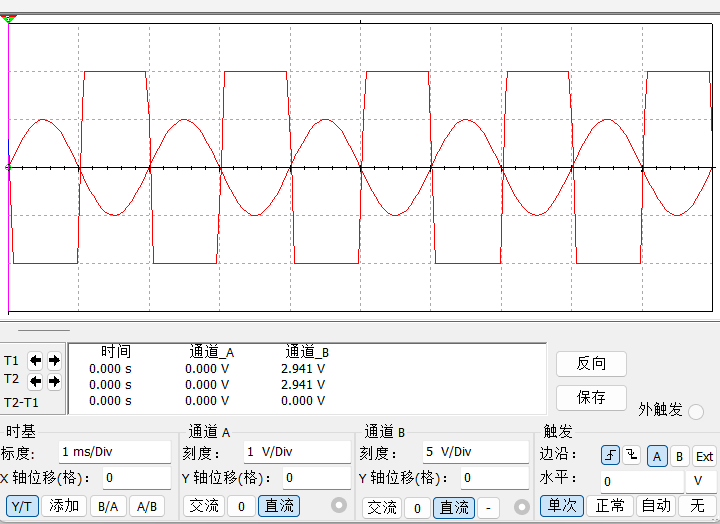 时间 通道_A 通道_B
T1 0.000 s 0.000 V 2.941 V
T2 0.000 s 0.000 V 2.941 V
T2-T1 0.000 s 0.000 V 0.000 V
反向
保存
外触发
时基
标度: 1 ms/Div
X 轴位移(格): 0
Y/T 添加 B/A A/B
通道 A
刻度: 1 V/Div
Y 轴位移(格): 0
交流 0 直流
通道 B
刻度: 5 V/Div
Y 轴位移(格): 0
交流 0 直流 -
触发
边沿: A B Ext
水平: 0 V
单次 正常 自动 无